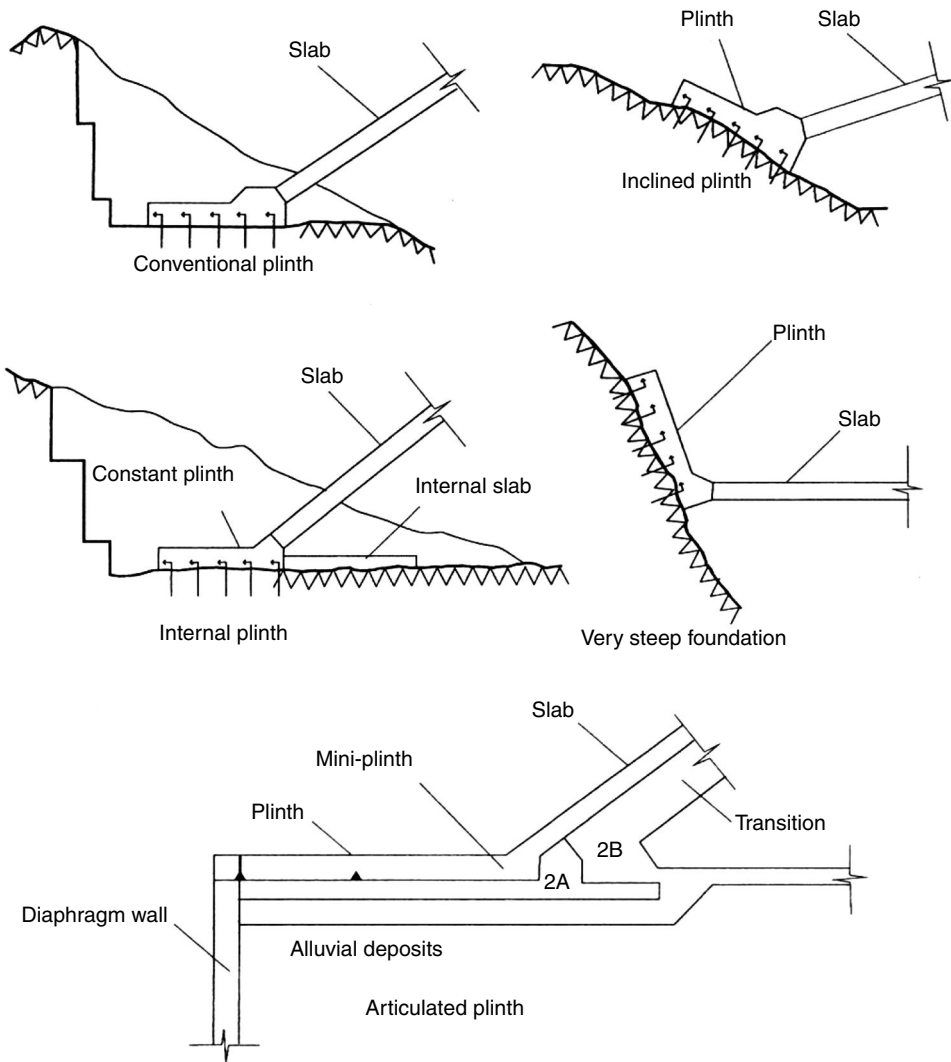 Slab
Conventional plinth
Plinth
Slab
Inclined plinth
Slab
Constant plinth
Internal slab
Internal plinth
Plinth
Slab
Very steep foundation
Slab
Mini-plinth
Plinth
Transition
2B
2A
Diaphragm wall
Alluvial deposits
Articulated plinth